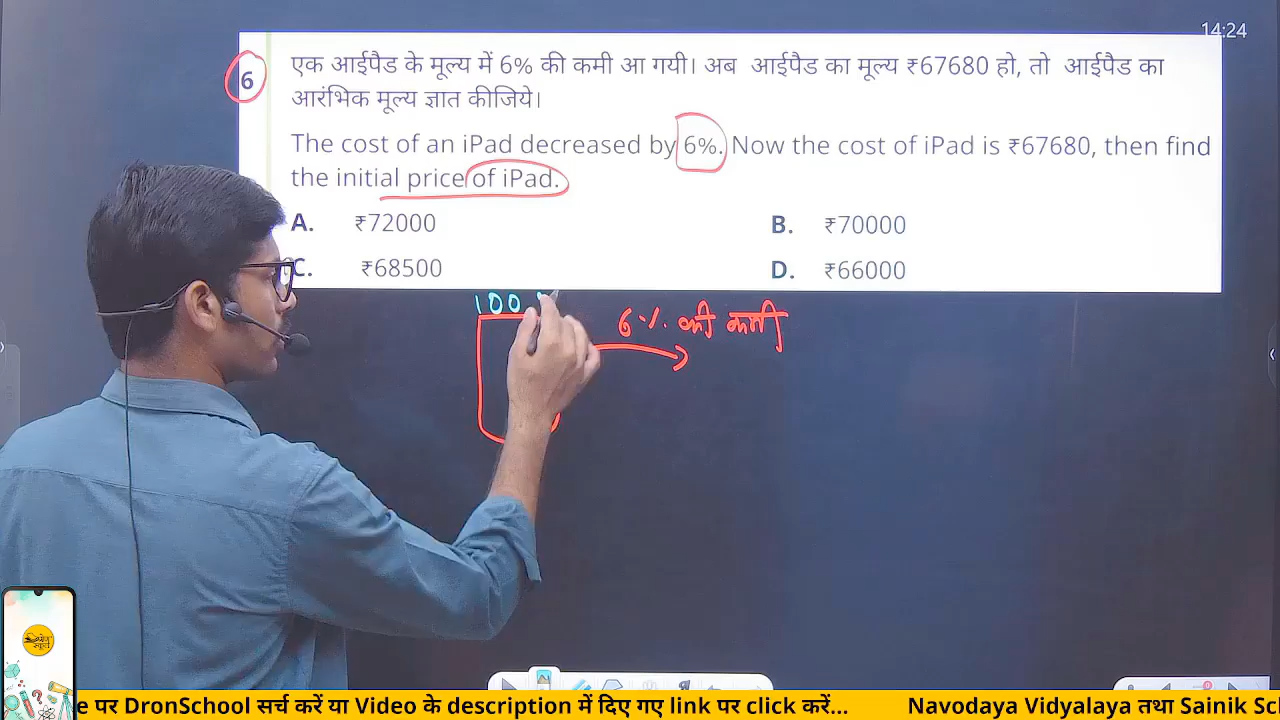 14:24
6
एक आईपैड के मूल्य में 6% की कमी आ गयी। अब आईपैड का मूल्य ₹67680 हो, तो आईपैड का
आरंभिक मूल्य ज्ञात कीजिये।
The cost of an iPad decreased by 6%. Now the cost of iPad is ₹67680, then find
the initial price of iPad.
A. ₹72000
B. ₹70000
C. ₹68500
D. ₹66000
100
6% की कमी
पर DronSchool सर्च करें या Video के description में दिए गए link पर click करें... Navodaya Vidyalaya तथा Sainik